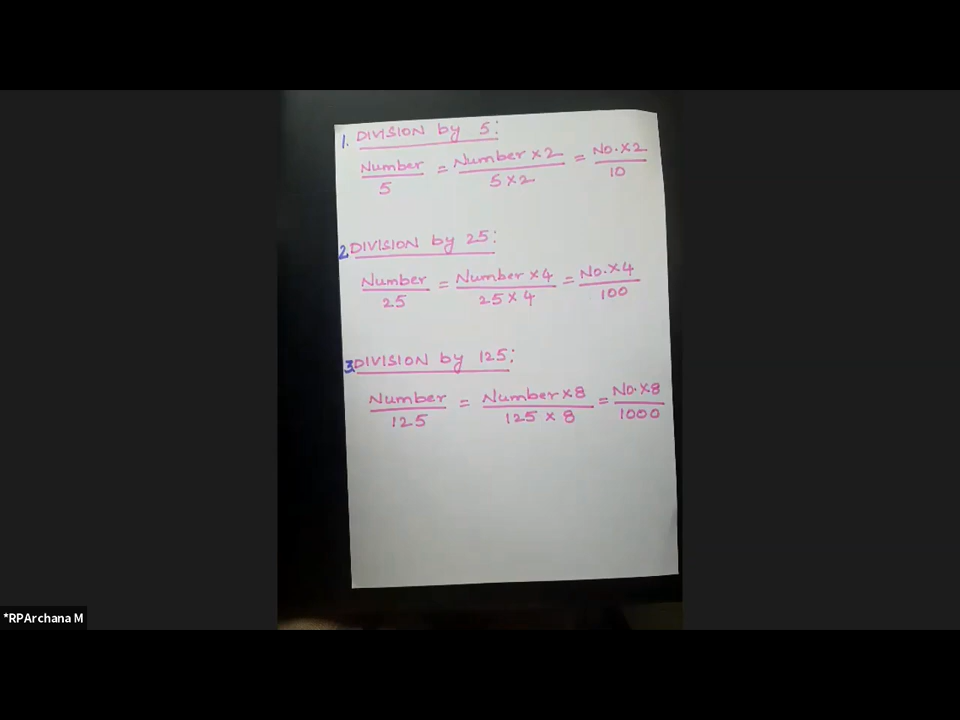 1. DIVISION by 5:
Number/5 = Number×2/5×2 = No.×2/10
2. DIVISION by 25:
Number/25 = Number×4/25×4 = No.×4/100
3. DIVISION by 125:
Number/125 = Number×8/125×8 = No.×8/1000
*RPArchana M